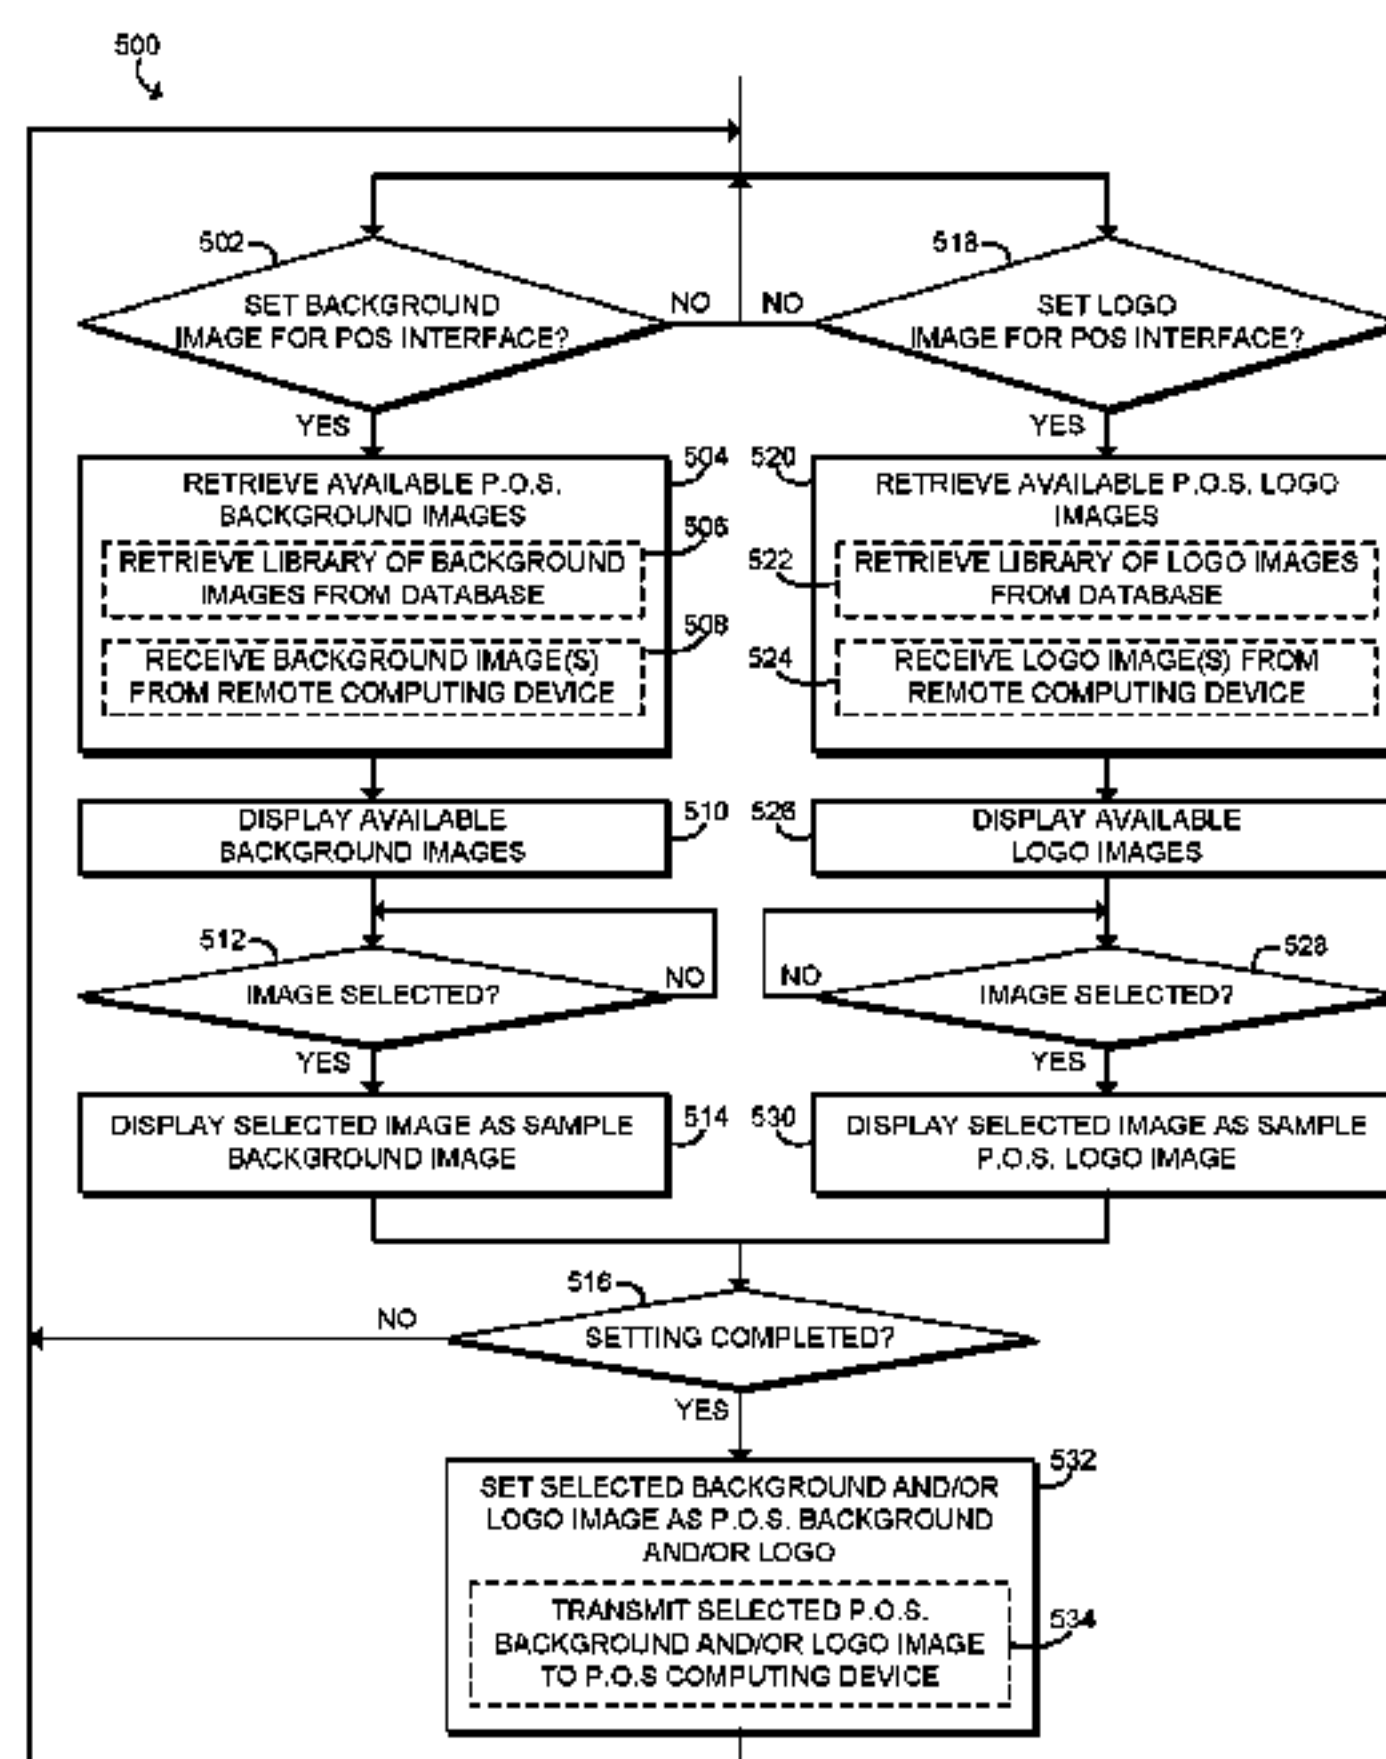 500
502
SET BACKGROUND
IMAGE FOR POS INTERFACE?
NO
YES
518
SET LOGO
IMAGE FOR POS INTERFACE?
NO
YES
504
RETRIEVE AVAILABLE P.O.S.
BACKGROUND IMAGES
506
RETRIEVE LIBRARY OF BACKGROUND
IMAGES FROM DATABASE
508
RECEIVE BACKGROUND IMAGE(S)
FROM REMOTE COMPUTING DEVICE
520
RETRIEVE AVAILABLE P.O.S. LOGO
IMAGES
522
RETRIEVE LIBRARY OF LOGO IMAGES
FROM DATABASE
524
RECEIVE LOGO IMAGE(S) FROM
REMOTE COMPUTING DEVICE
DISPLAY AVAILABLE
BACKGROUND IMAGES
510
526
DISPLAY AVAILABLE
LOGO IMAGES
512
IMAGE SELECTED?
NO
YES
528
IMAGE SELECTED?
NO
YES
DISPLAY SELECTED IMAGE AS SAMPLE
BACKGROUND IMAGE
514
530
DISPLAY SELECTED IMAGE AS SAMPLE
P.O.S. LOGO IMAGE
516
SETTING COMPLETED?
NO
YES
532
SET SELECTED BACKGROUND AND/OR
LOGO IMAGE AS P.O.S. BACKGROUND
AND/OR LOGO
534
TRANSMIT SELECTED P.O.S.
BACKGROUND AND/OR LOGO IMAGE
TO P.O.S COMPUTING DEVICE